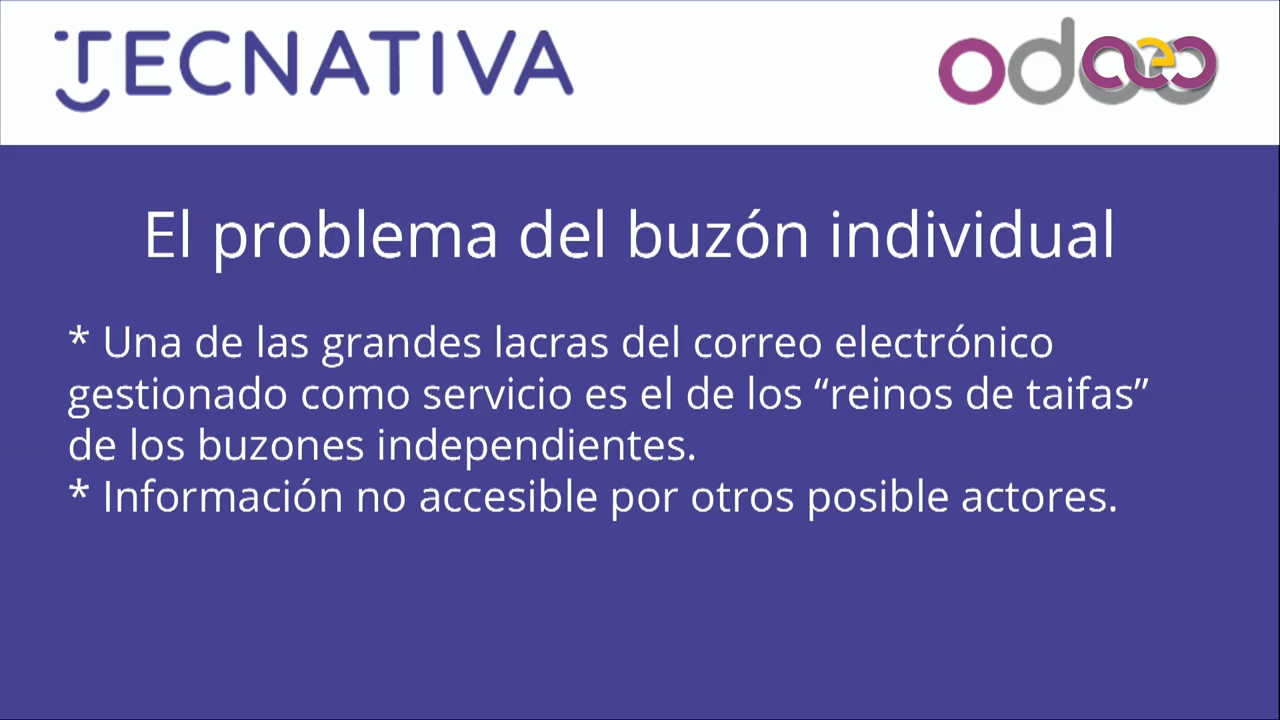 TECNATIVA
odoo
aeo
El problema del buzón individual
* Una de las grandes lacras del correo electrónico
gestionado como servicio es el de los “reinos de taifas”
de los buzones independientes.
* Información no accesible por otros posible actores.